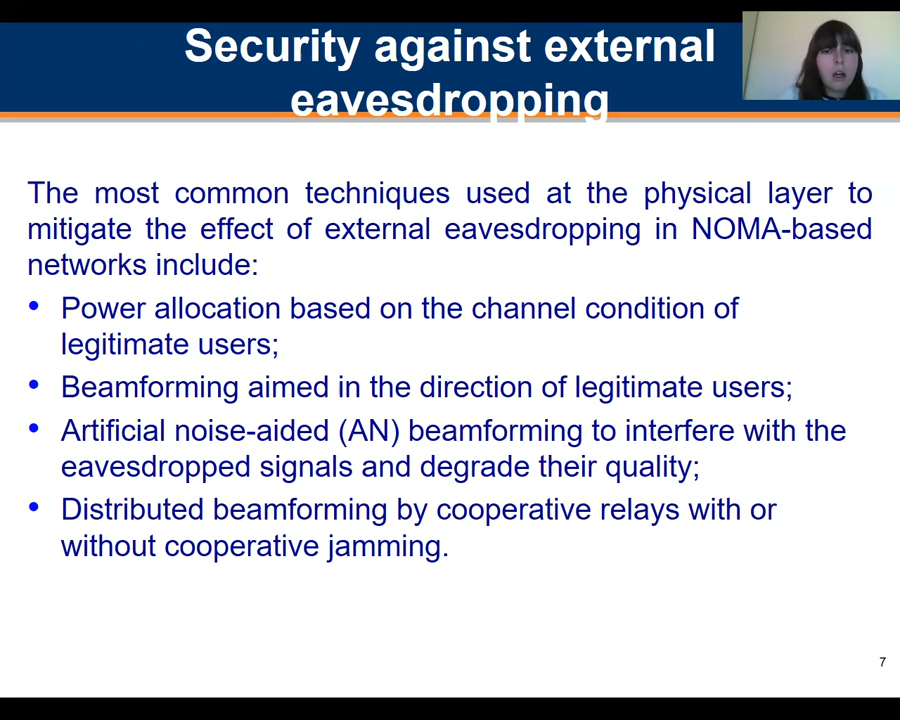 Security against external
eavesdropping
The most common techniques used at the physical layer to
mitigate the effect of external eavesdropping in NOMA-based
networks include:
• Power allocation based on the channel condition of
legitimate users;
• Beamforming aimed in the direction of legitimate users;
• Artificial noise-aided (AN) beamforming to interfere with the
eavesdropped signals and degrade their quality;
• Distributed beamforming by cooperative relays with or
without cooperative jamming.
7